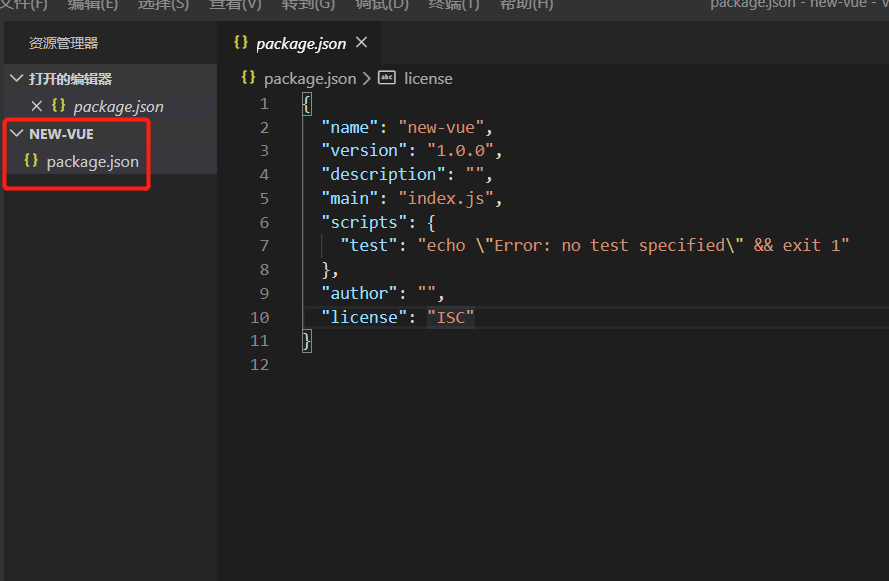 文件(F) 编辑(E) 选择(S) 查看(V) 转到(G) 调试(D) 终端(T) 帮助(H) package.json - new-vue - V
资源管理器
打开的编辑器
package.json
NEW-VUE
package.json
package.json
package.json > license
1 {
2 "name": "new-vue",
3 "version": "1.0.0",
4 "description": "",
5 "main": "index.js",
6 "scripts": {
7 "test": "echo \"Error: no test specified\" && exit 1"
8 },
9 "author": "",
10 "license": "ISC"
11 }
12